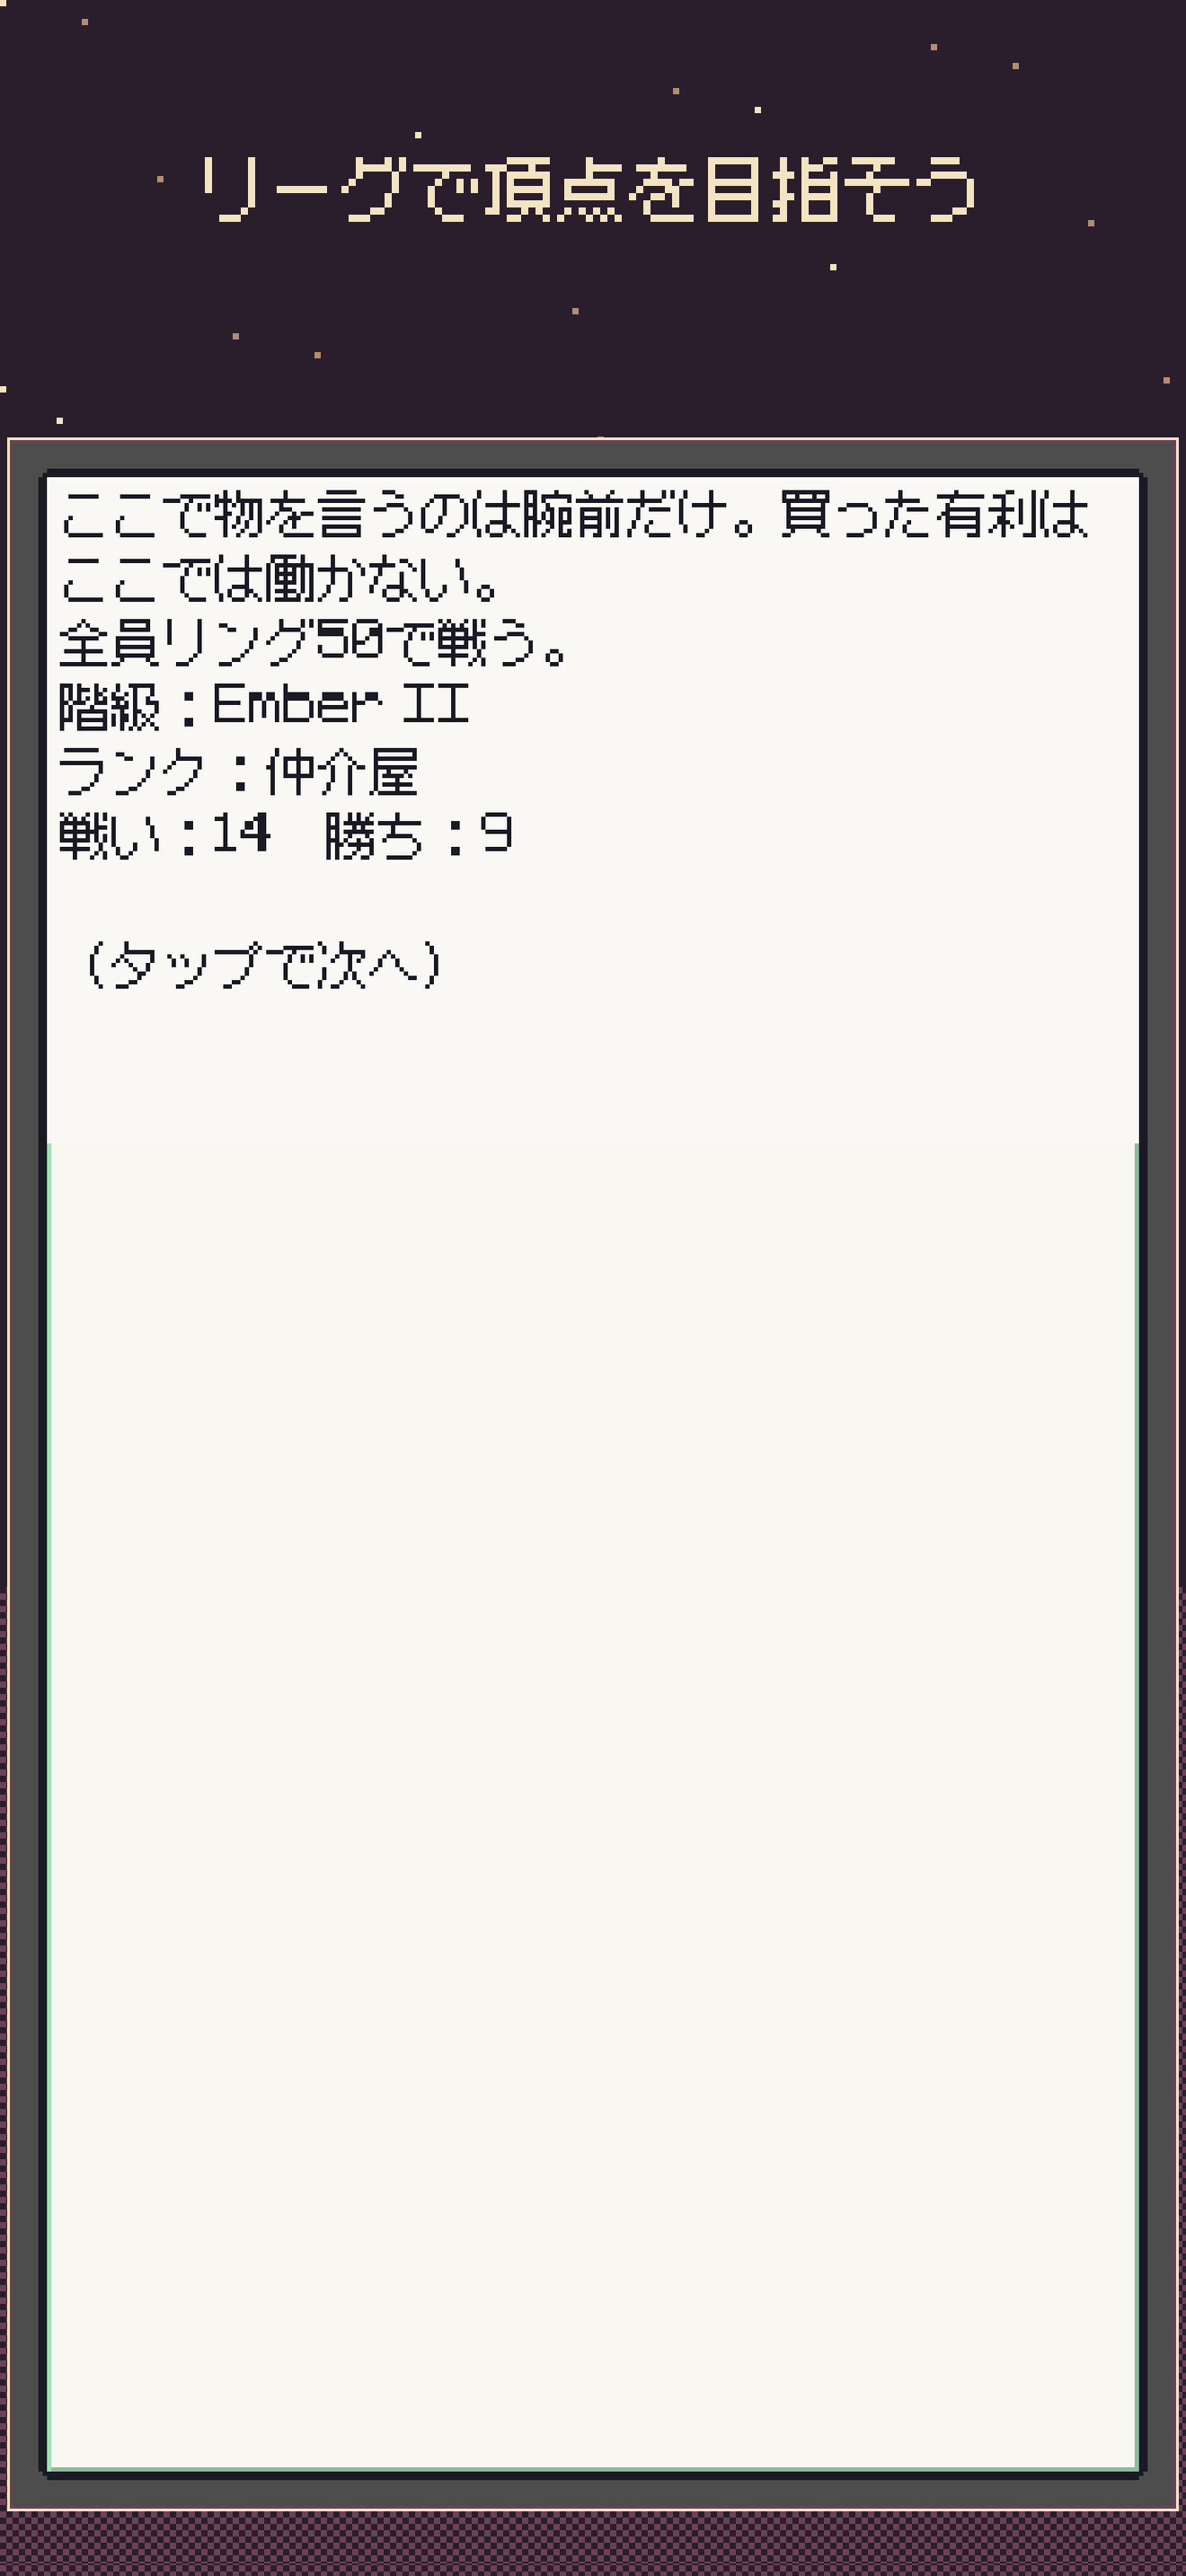 リーグで頂点を目指そう
ここで物を言うのは腕前だけ。買った有利は
ここでは働かない。
全員リング50で戦う。
階級：Ember II
ランク：仲介屋
戦い：14　勝ち：9
（タップで次へ）